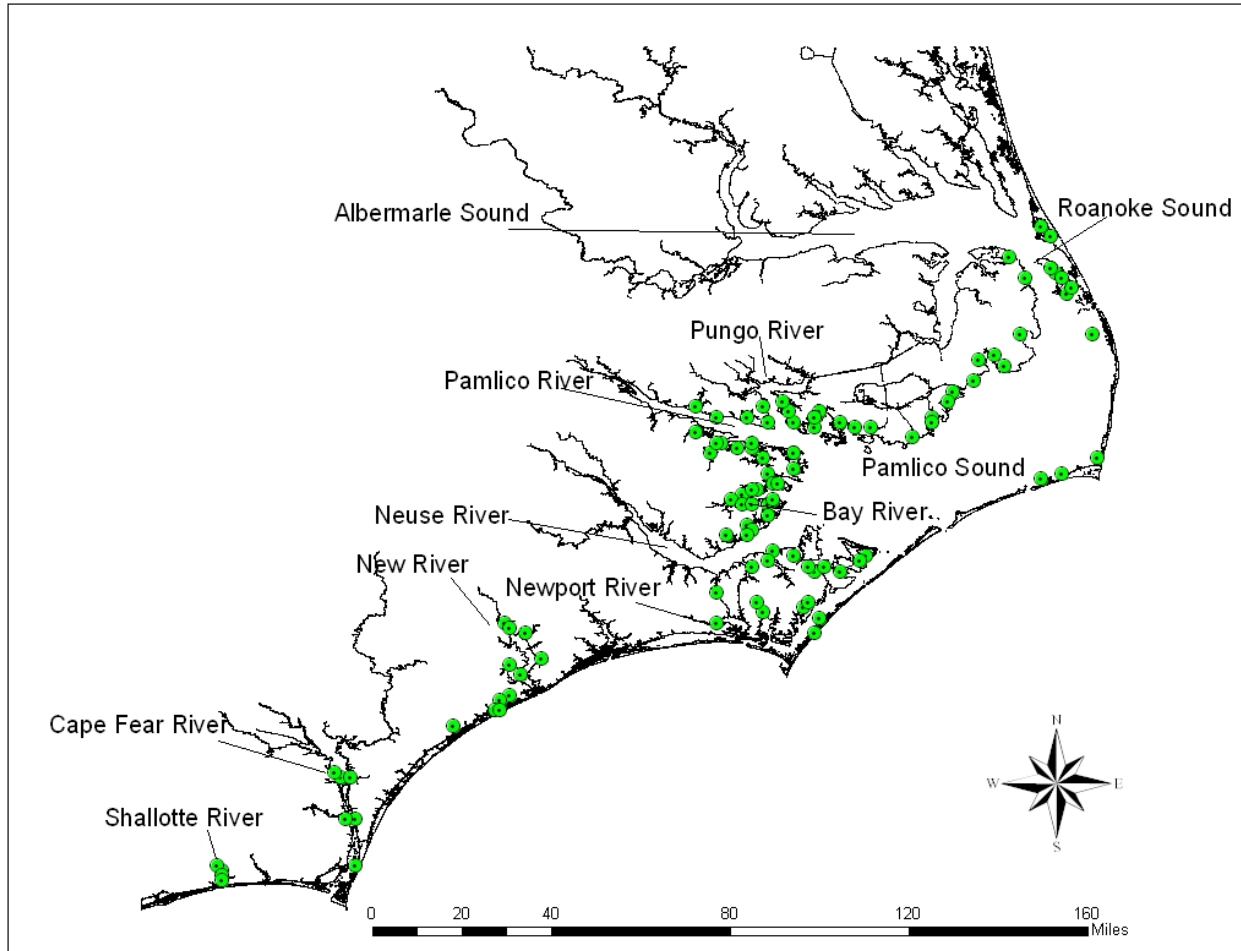 Albermarle Sound
Roanoke Sound
Pungo River
Pamlico River
Pamlico Sound
Bay River
Neuse River
New River
Newport River
Cape Fear River
Shallotte River
N
W E
S
0 20 40 80 120 160
Miles